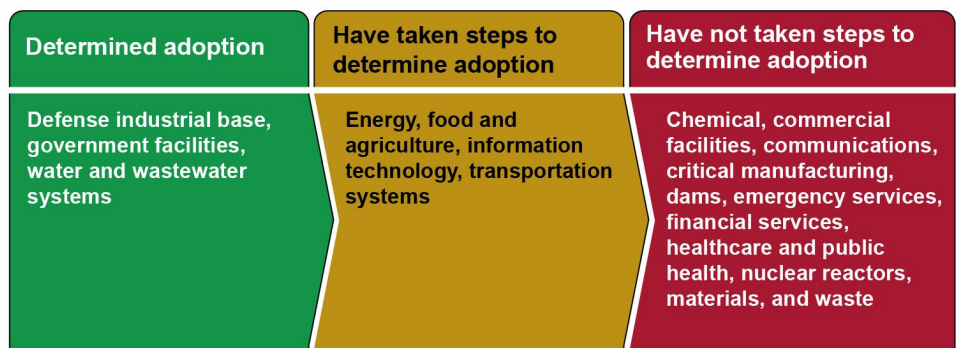 Determined adoption
Defense industrial base,
government facilities,
water and wastewater
systems
Have taken steps to
determine adoption
Energy, food and
agriculture, information
technology, transportation
systems
Have not taken steps to
determine adoption
Chemical, commercial
facilities, communications,
critical manufacturing,
dams, emergency services,
financial services,
healthcare and public
health, nuclear reactors,
materials, and waste